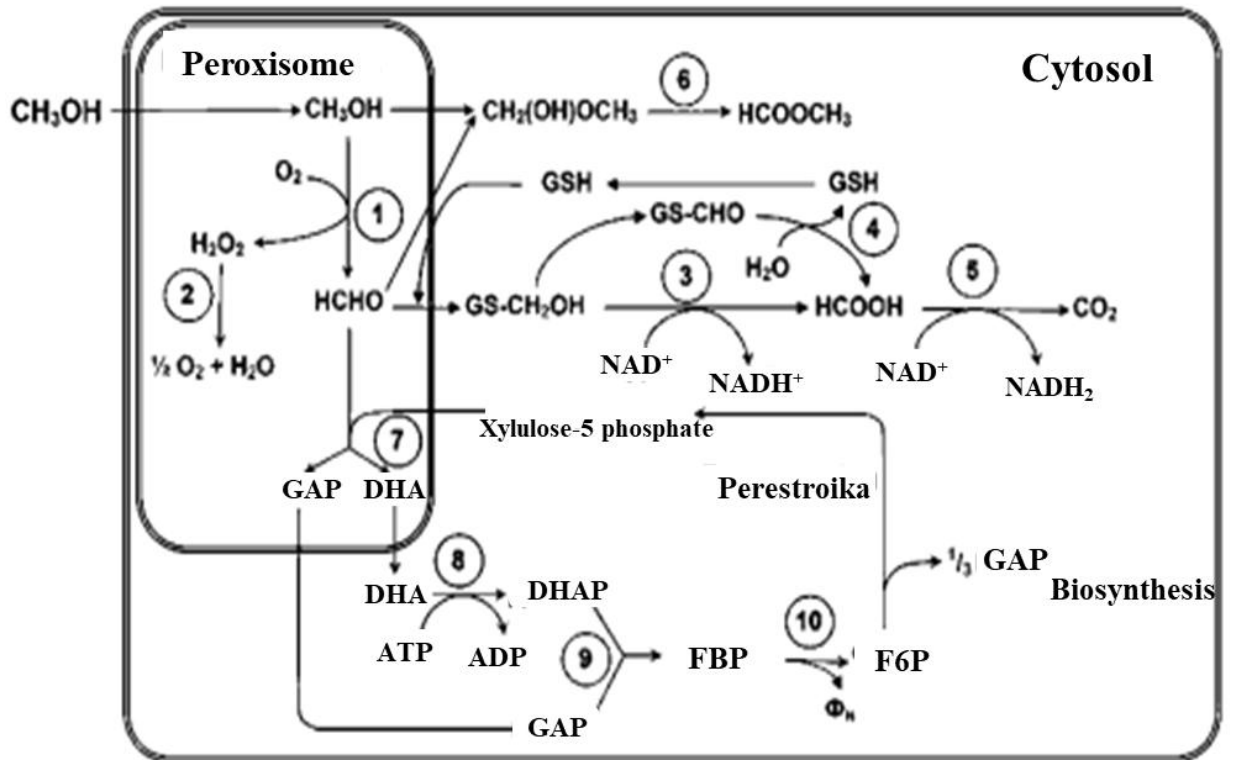 Peroxisome
Cytosol
6
CH₃OH
CH₃OH
CH₂(OH)OCH₃
HCOOCH₃
O₂
GSH
GSH
1
GS-CHO
4
H₂O₂
H₂O
3
5
2
HCHO
GS-CH₂OH
HCOOH
CO₂
½ O₂ + H₂O
NAD⁺
NADH⁺
NAD⁺
NADH₂
Xylulose-5 phosphate
7
GAP
DHA
Perestroika
8
¹/₃ GAP
DHA
DHAP
Biosynthesis
10
ATP
ADP
9
FBP
F6P
Фн
GAP